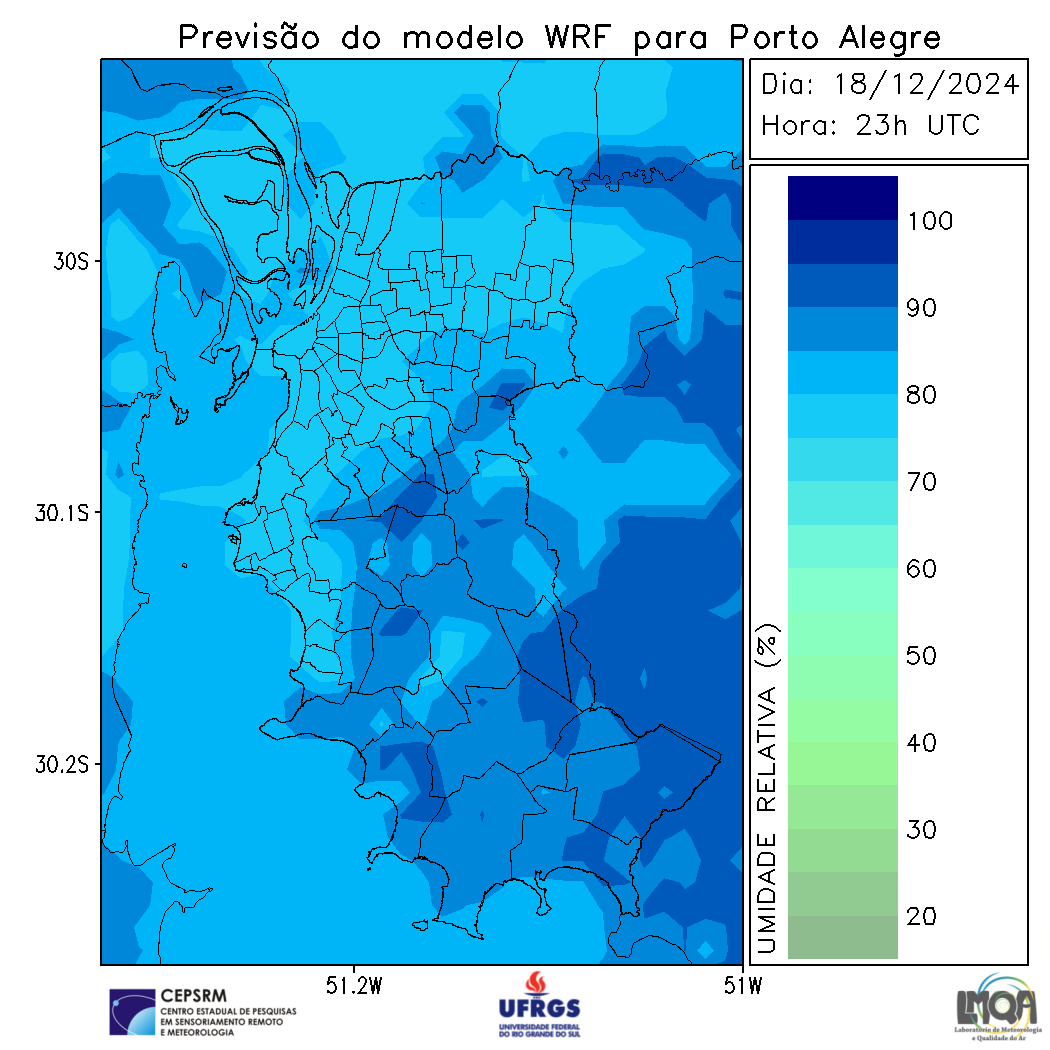 Previsão do modelo WRF para Porto Alegre
Dia: 18/12/2024
Hora: 23h UTC
30S
30.1S
30.2S
51.2W
51W
100
90
80
70
60
50
40
30
20
UMIDADE RELATIVA (%)
CEPSRM
CENTRO ESTADUAL DE PESQUISAS
EM SENSORIAMENTO REMOTO
E METEOROLOGIA
UFRGS
UNIVERSIDADE FEDERAL
DO RIO GRANDE DO SUL
LMQA
Laboratório de Meteorologia
e Qualidade do Ar